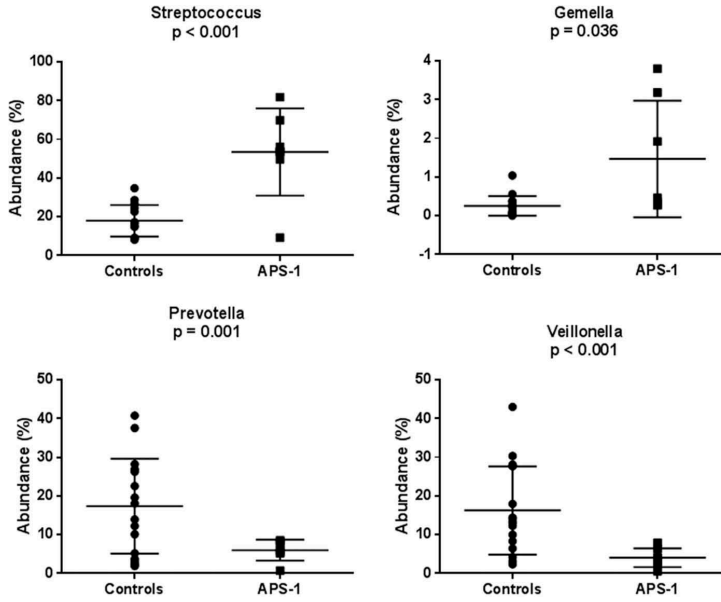 Streptococcus
p < 0.001
Abundance (%)
100
80
60
40
20
0
Controls
APS-1
Gemella
p = 0.036
Abundance (%)
4
3
2
1
0
-1
Controls
APS-1
Prevotella
p = 0.001
Abundance (%)
50
40
30
20
10
0
Controls
APS-1
Veillonella
p < 0.001
Abundance (%)
50
40
30
20
10
0
Controls
APS-1